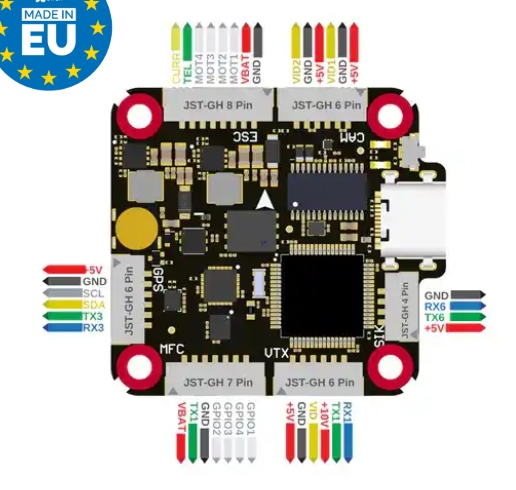 MADE IN
EU
CURR
TEL
MOT4
MOT3
MOT2
MOT1
VBAT
GND
VID2
GND
+5V
VID1
GND
+5V
JST-GH 8 Pin
JST-GH 6 Pin
ESC
CAM
+5V
GND
SCL
SDA
TX3
RX3
JST-GH 6 Pin
GPS
JST-GH 4 Pin
SIX
GND
RX6
TX6
+5V
MFC
VTX
JST-GH 7 Pin
JST-GH 6 Pin
VBAT
TX1
GND
GPIO2
GPIO3
GPIO4
GPIO1
+5V
GND
VID
+10V
TX1
RX1